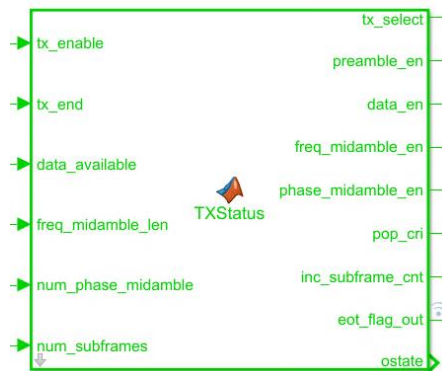 tx_select
tx_enable
preamble_en
tx_end
data_en
data_available
freq_midamble_en
phase_midamble_en
TXStatus
freq_midamble_len
pop_cri
num_phase_midamble
inc_subframe_cnt
eot_flag_out
num_subframes
ostate